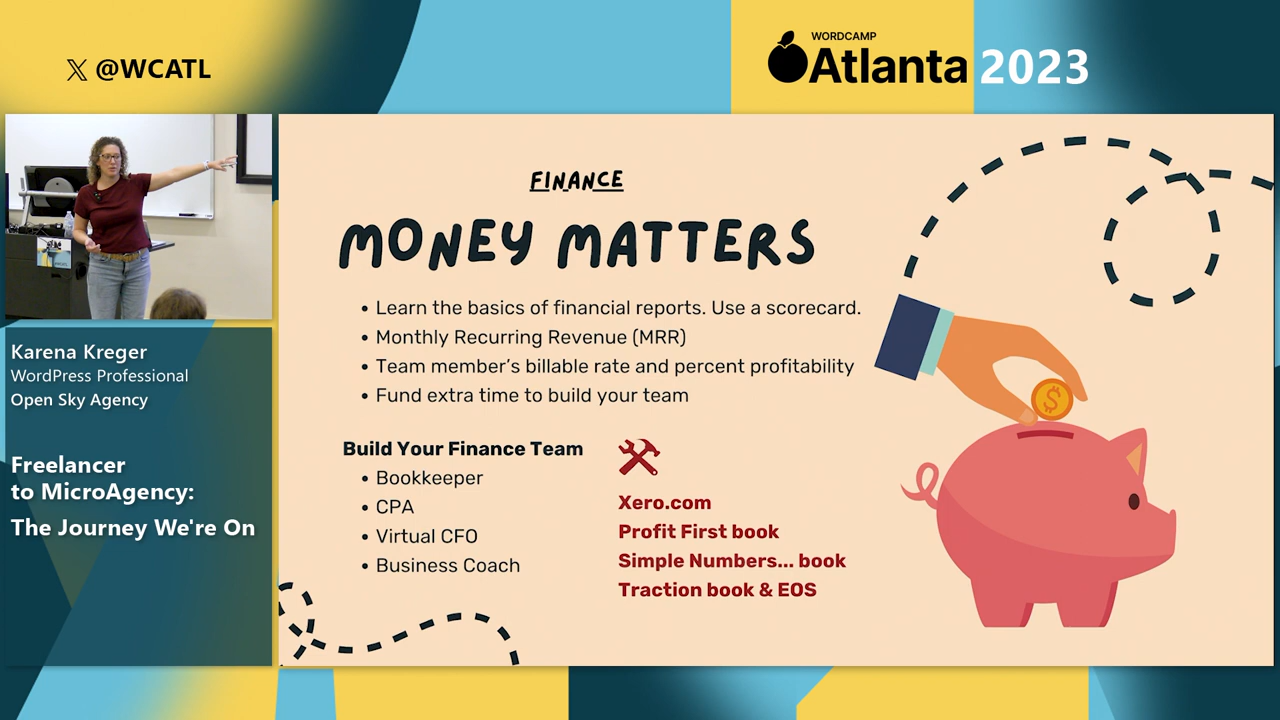 𝕏 @WCATL
WORDCAMP
Atlanta 2023
Karena Kreger
WordPress Professional
Open Sky Agency
Freelancer
to MicroAgency:
The Journey We're On
FINANCE
MONEY MATTERS
• Learn the basics of financial reports. Use a scorecard.
• Monthly Recurring Revenue (MRR)
• Team member’s billable rate and percent profitability
• Fund extra time to build your team
Build Your Finance Team
• Bookkeeper
• CPA
• Virtual CFO
• Business Coach
Xero.com
Profit First book
Simple Numbers... book
Traction book & EOS
$